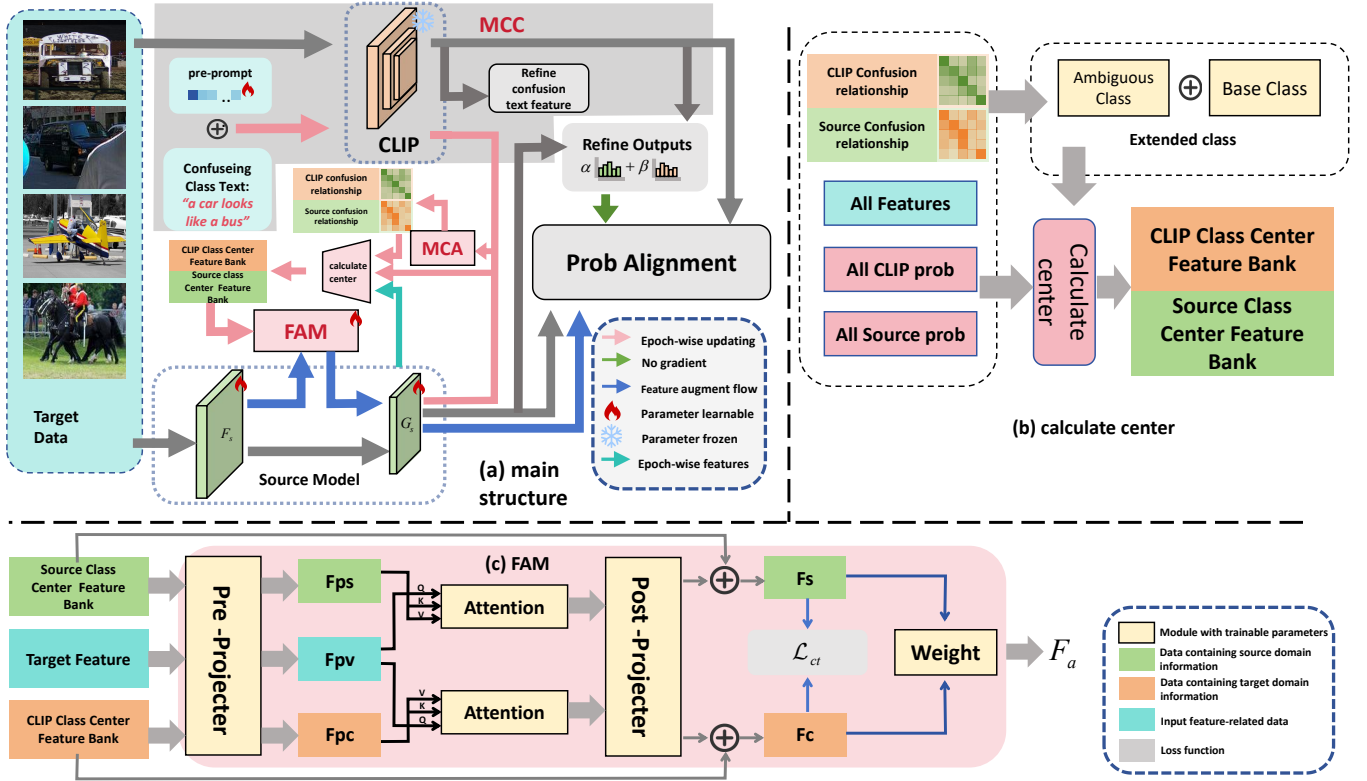 MCC
pre-prompt
..
Confuseing
Class Text:
"a car looks
like a bus"
CLIP
Refine
confusion
text feature
Refine Outputs
α + β
CLIP confusion
relationship
Source confusion
relationship
MCA
calculate
center
CLIP Class Center
Feature Bank
Source class
Center Feature
Bank
FAM
Prob Alignment
Target
Data
F_s
G_s
Source Model
(a) main
structure
Epoch-wise updating
No gradient
Feature augment flow
Parameter learnable
Parameter frozen
Epoch-wise features
CLIP Confusion
relationship
Source Confusion
relationship
Ambiguous
Class
Base Class
Extended class
All Features
All CLIP prob
All Source prob
Calculate
center
CLIP Class Center
Feature Bank
Source Class
Center Feature
Bank
(b) calculate center
(c) FAM
Source Class
Center Feature
Bank
Target Feature
CLIP Class Center
Feature Bank
Pre -Projecter
Fps
Fpv
Fpc
Q
K
V
Attention
V
K
Q
Attention
Post -Projecter
Fs
ℒ_ct
Fc
Weight
F_a
Module with trainable parameters
Data containing source domain
information
Data containing target domain
information
Input feature-related data
Loss function